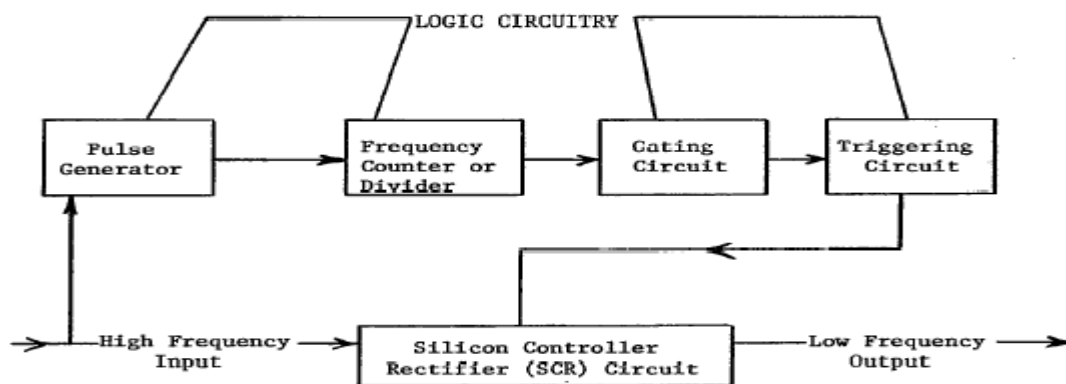 LOGIC CIRCUITRY
Pulse
Generator
Frequency
Counter or
Divider
Gating
Circuit
Triggering
Circuit
High Frequency
Input
Silicon Controller
Rectifier (SCR) Circuit
Low Frequency
Output